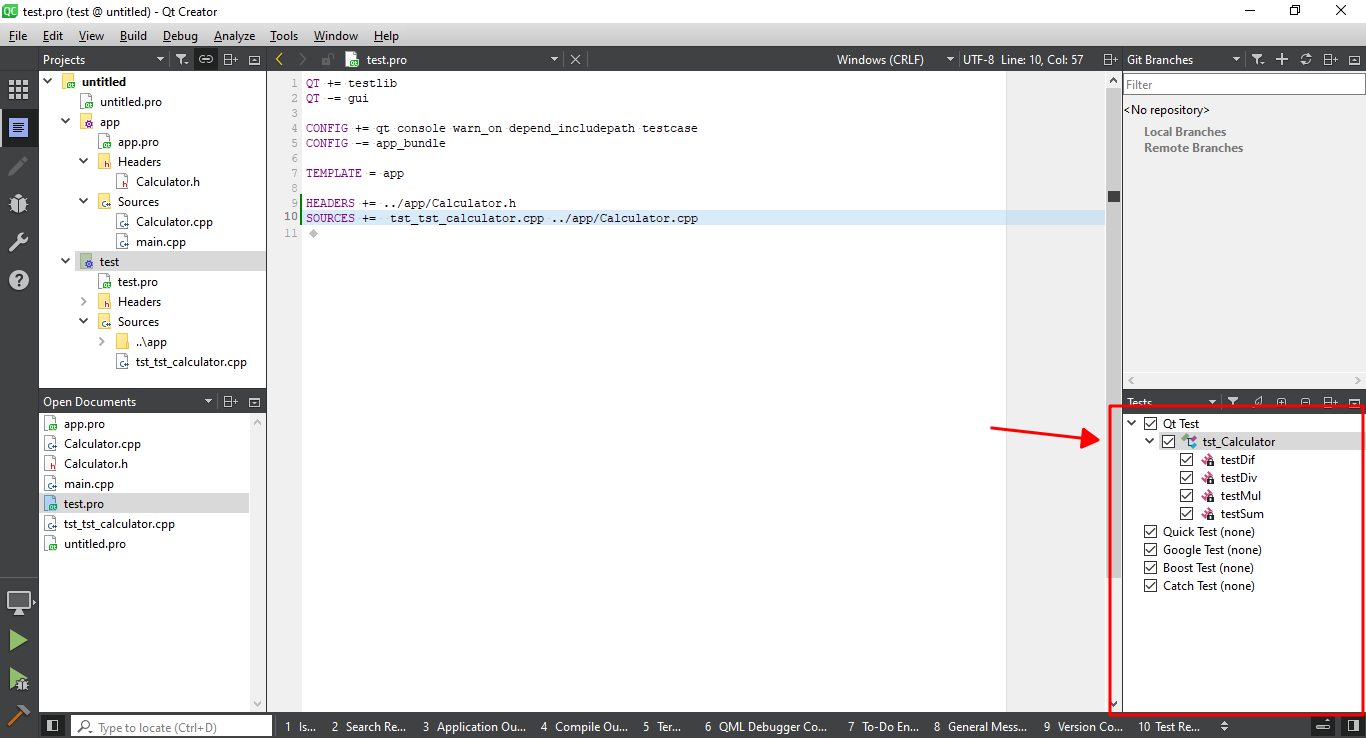 test.pro (test @ untitled) - Qt Creator
File Edit View Build Debug Analyze Tools Window Help
Projects
test.pro
Windows (CRLF)
UTF-8 Line: 10, Col: 57
Git Branches
untitled
untitled.pro
app
app.pro
Headers
Calculator.h
Sources
Calculator.cpp
main.cpp
test
test.pro
Headers
Sources
..\app
tst_tst_calculator.cpp
Open Documents
app.pro
Calculator.cpp
Calculator.h
main.cpp
test.pro
tst_tst_calculator.cpp
untitled.pro
1 QT += testlib
2 QT -= gui
3
4 CONFIG += qt console warn_on depend_includepath testcase
5 CONFIG -= app_bundle
6
7 TEMPLATE = app
8
9 HEADERS += ../app/Calculator.h
10 SOURCES +=  tst_tst_calculator.cpp ../app/Calculator.cpp
11
Filter
<No repository>
Local Branches
Remote Branches
Tests
Qt Test
tst_Calculator
testDif
testDiv
testMul
testSum
Quick Test (none)
Google Test (none)
Boost Test (none)
Catch Test (none)
Type to locate (Ctrl+D)
1 Is... 2 Search Re... 3 Application Ou... 4 Compile Ou... 5 Ter... 6 QML Debugger Co... 7 To-Do En... 8 General Mess... 9 Version Co... 10 Test Re...